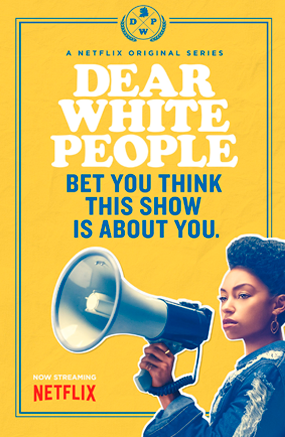 D P
W
A NETFLIX ORIGINAL SERIES
DEAR
WHITE
PEOPLE
BET YOU THINK
THIS SHOW
IS ABOUT YOU.
NOW STREAMING
NETFLIX